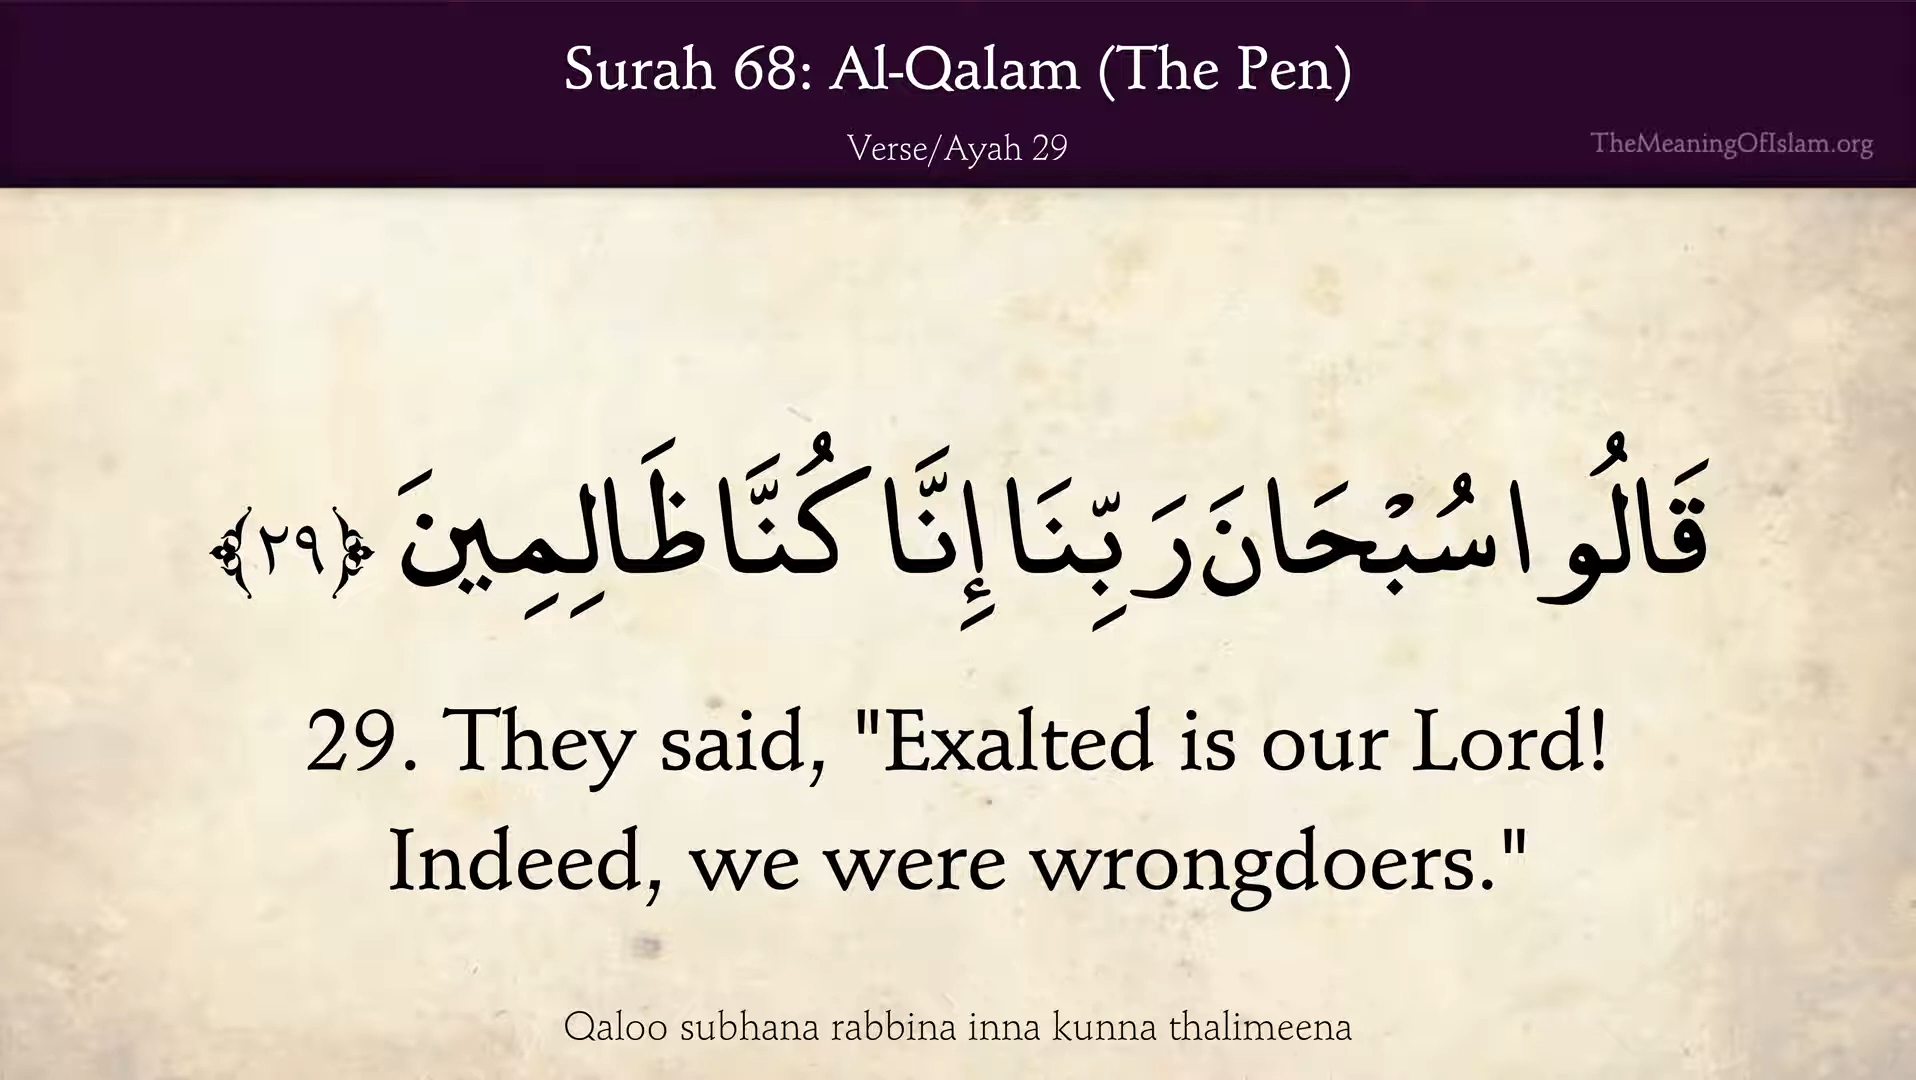 Surah 68: Al-Qalam (The Pen)
Verse/Ayah 29
TheMeaningOfIslam.org
قَالُوا سُبْحَانَ رَبِّنَا إِنَّا كُنَّا ظَالِمِينَ ﴿٢٩﴾
29. They said, "Exalted is our Lord!
Indeed, we were wrongdoers."
Qaloo subhana rabbina inna kunna thalimeena